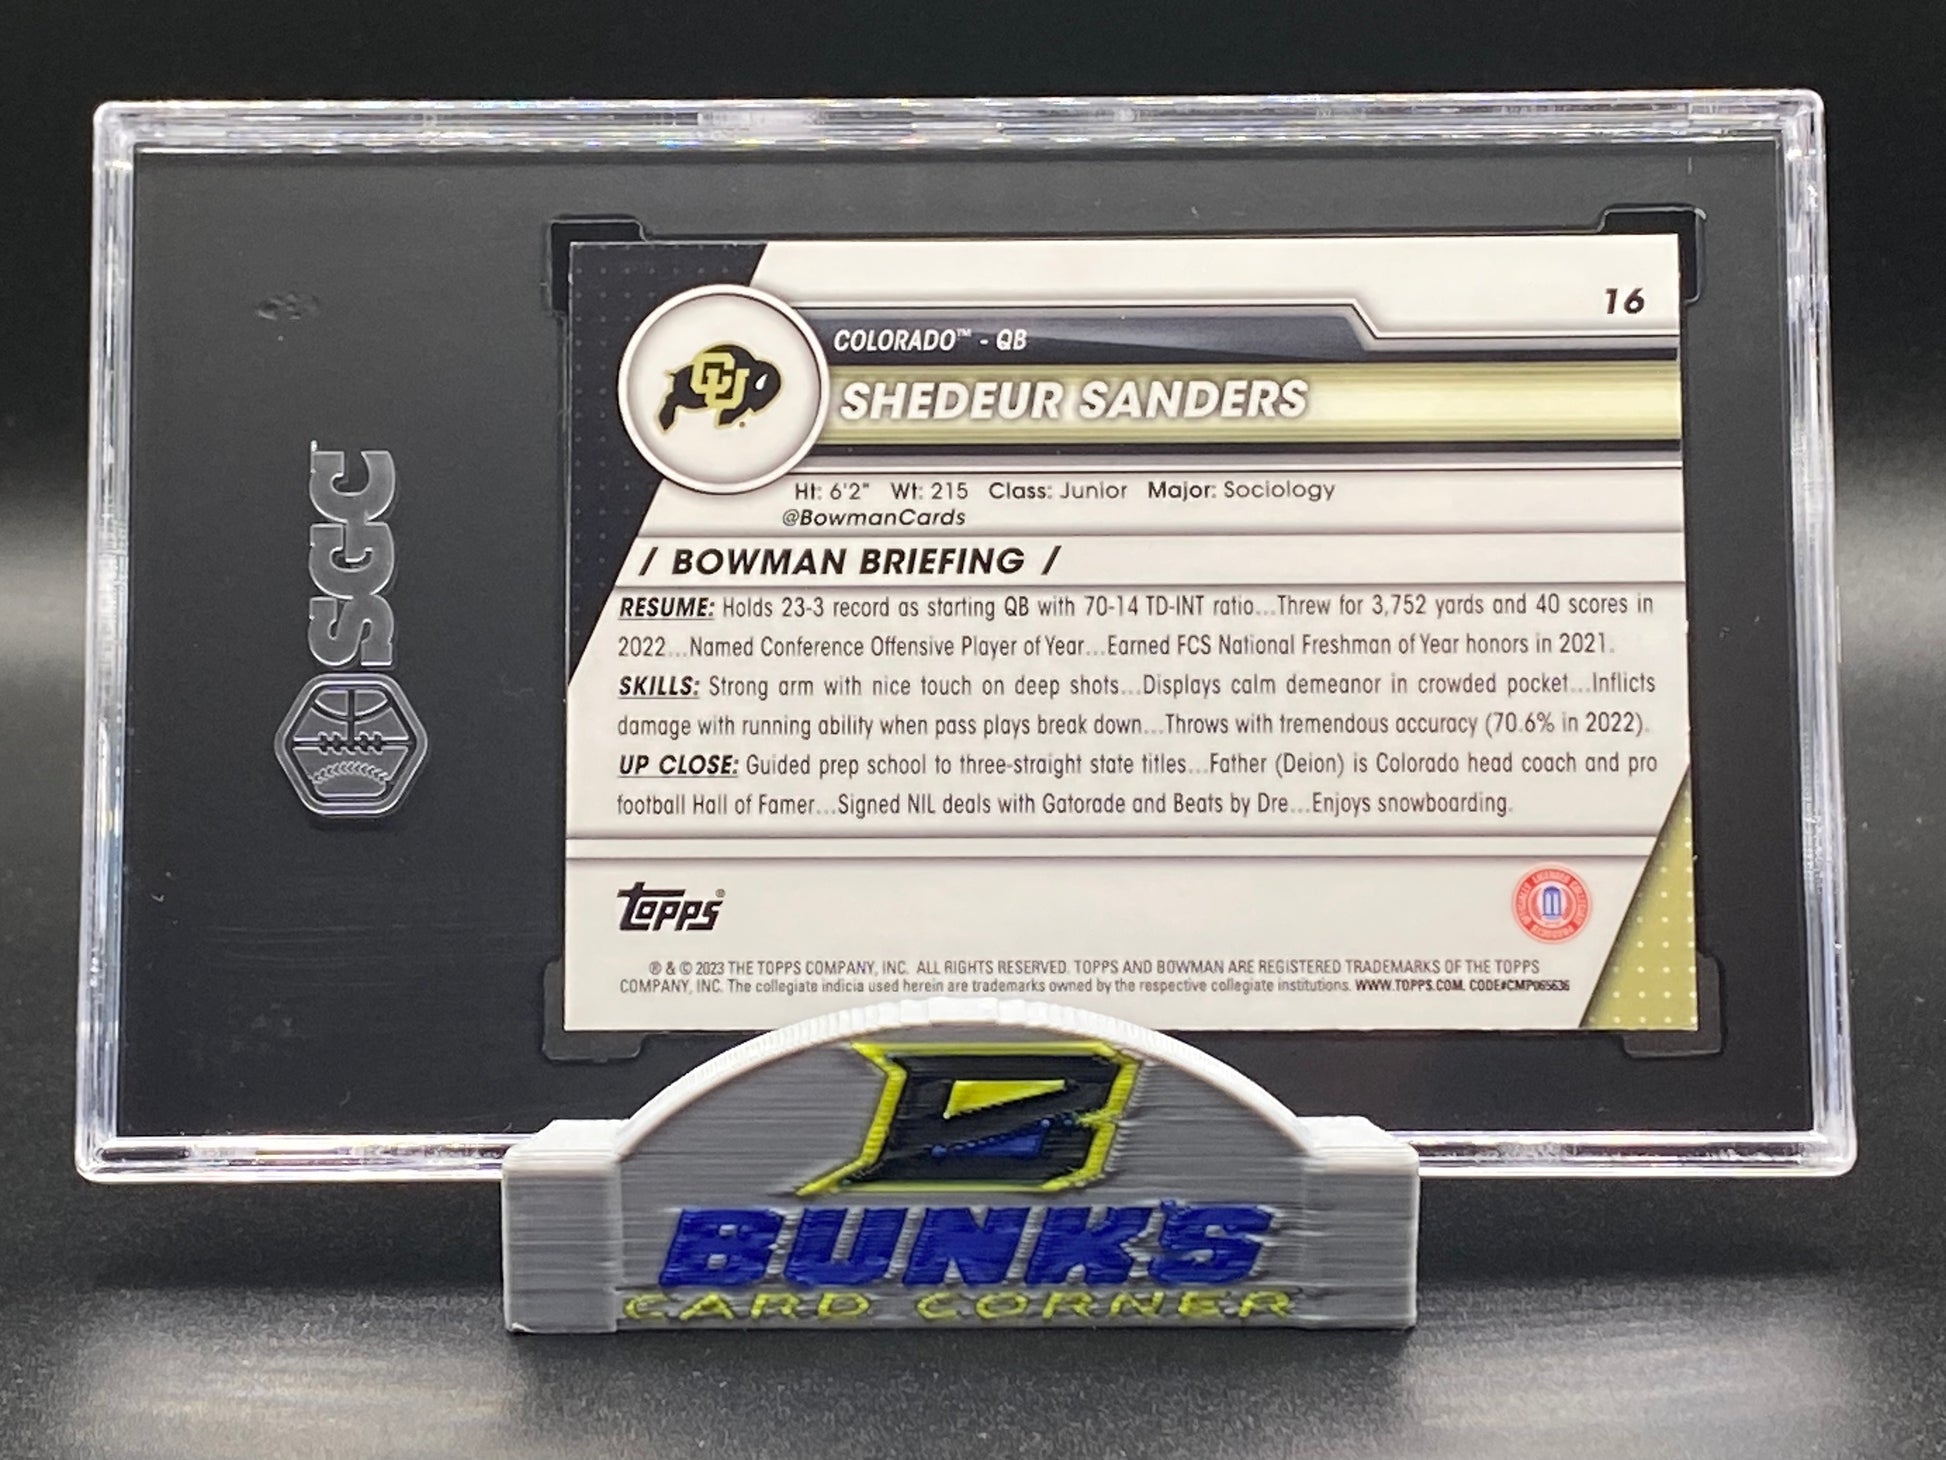 SGC
16
COLORADO™ - QB
CU
SHEDEUR SANDERS
Ht: 6'2" Wt: 215 Class: Junior Major: Sociology
@BowmanCards
/ BOWMAN BRIEFING /
RESUME: Holds 23-3 record as starting QB with 70-14 TD-INT ratio...Threw for 3,752 yards and 40 scores in
2022...Named Conference Offensive Player of Year...Earned FCS National Freshman of Year honors in 2021.
SKILLS: Strong arm with nice touch on deep shots...Displays calm demeanor in crowded pocket...Inflicts
damage with running ability when pass plays break down...Throws with tremendous accuracy (70.6% in 2022).
UP CLOSE: Guided prep school to three-straight state titles...Father (Deion) is Colorado head coach and pro
football Hall of Famer...Signed NIL deals with Gatorade and Beats by Dre...Enjoys snowboarding.
topps®
OFFICIALLY LICENSED COLLEGIATE PRODUCTS
® & © 2023 THE TOPPS COMPANY, INC. ALL RIGHTS RESERVED. TOPPS AND BOWMAN ARE REGISTERED TRADEMARKS OF THE TOPPS
COMPANY, INC. The collegiate indicia used herein are trademarks owned by the respective collegiate institutions. WWW.TOPPS.COM. CODE#CMP065636
B
BUNK'S
CARD CORNER